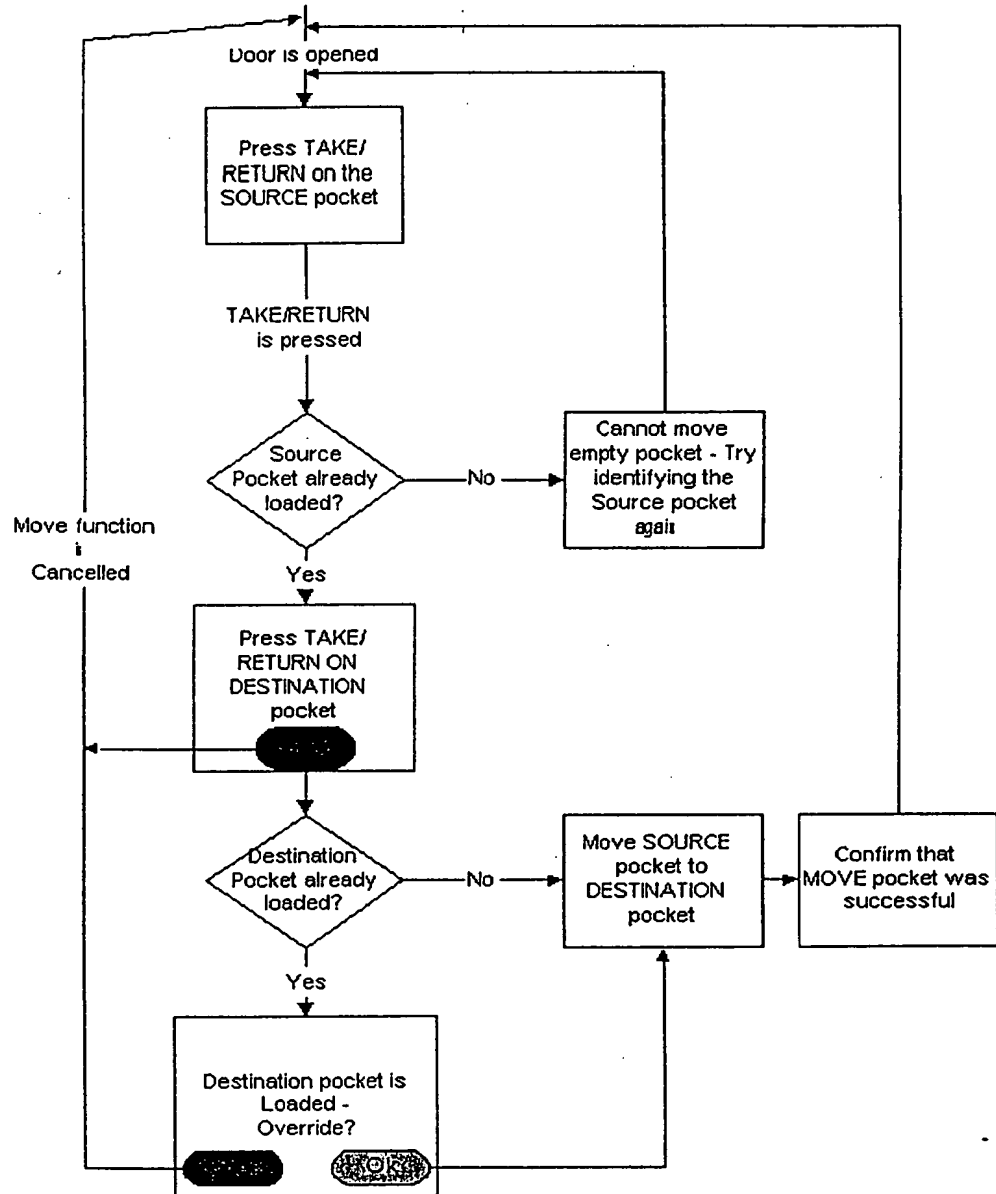 Door is opened
Press TAKE/
RETURN on the
SOURCE pocket
TAKE/RETURN
is pressed
Source
Pocket already
loaded?
No
Cannot move
empty pocket - Try
identifying the
Source pocket
again
Yes
Move function
is
Cancelled
Press TAKE/
RETURN ON
DESTINATION
pocket
Destination
Pocket already
loaded?
No
Move SOURCE
pocket to
DESTINATION
pocket
Confirm that
MOVE pocket was
successful
Yes
Destination pocket is
Loaded -
Override?
OK